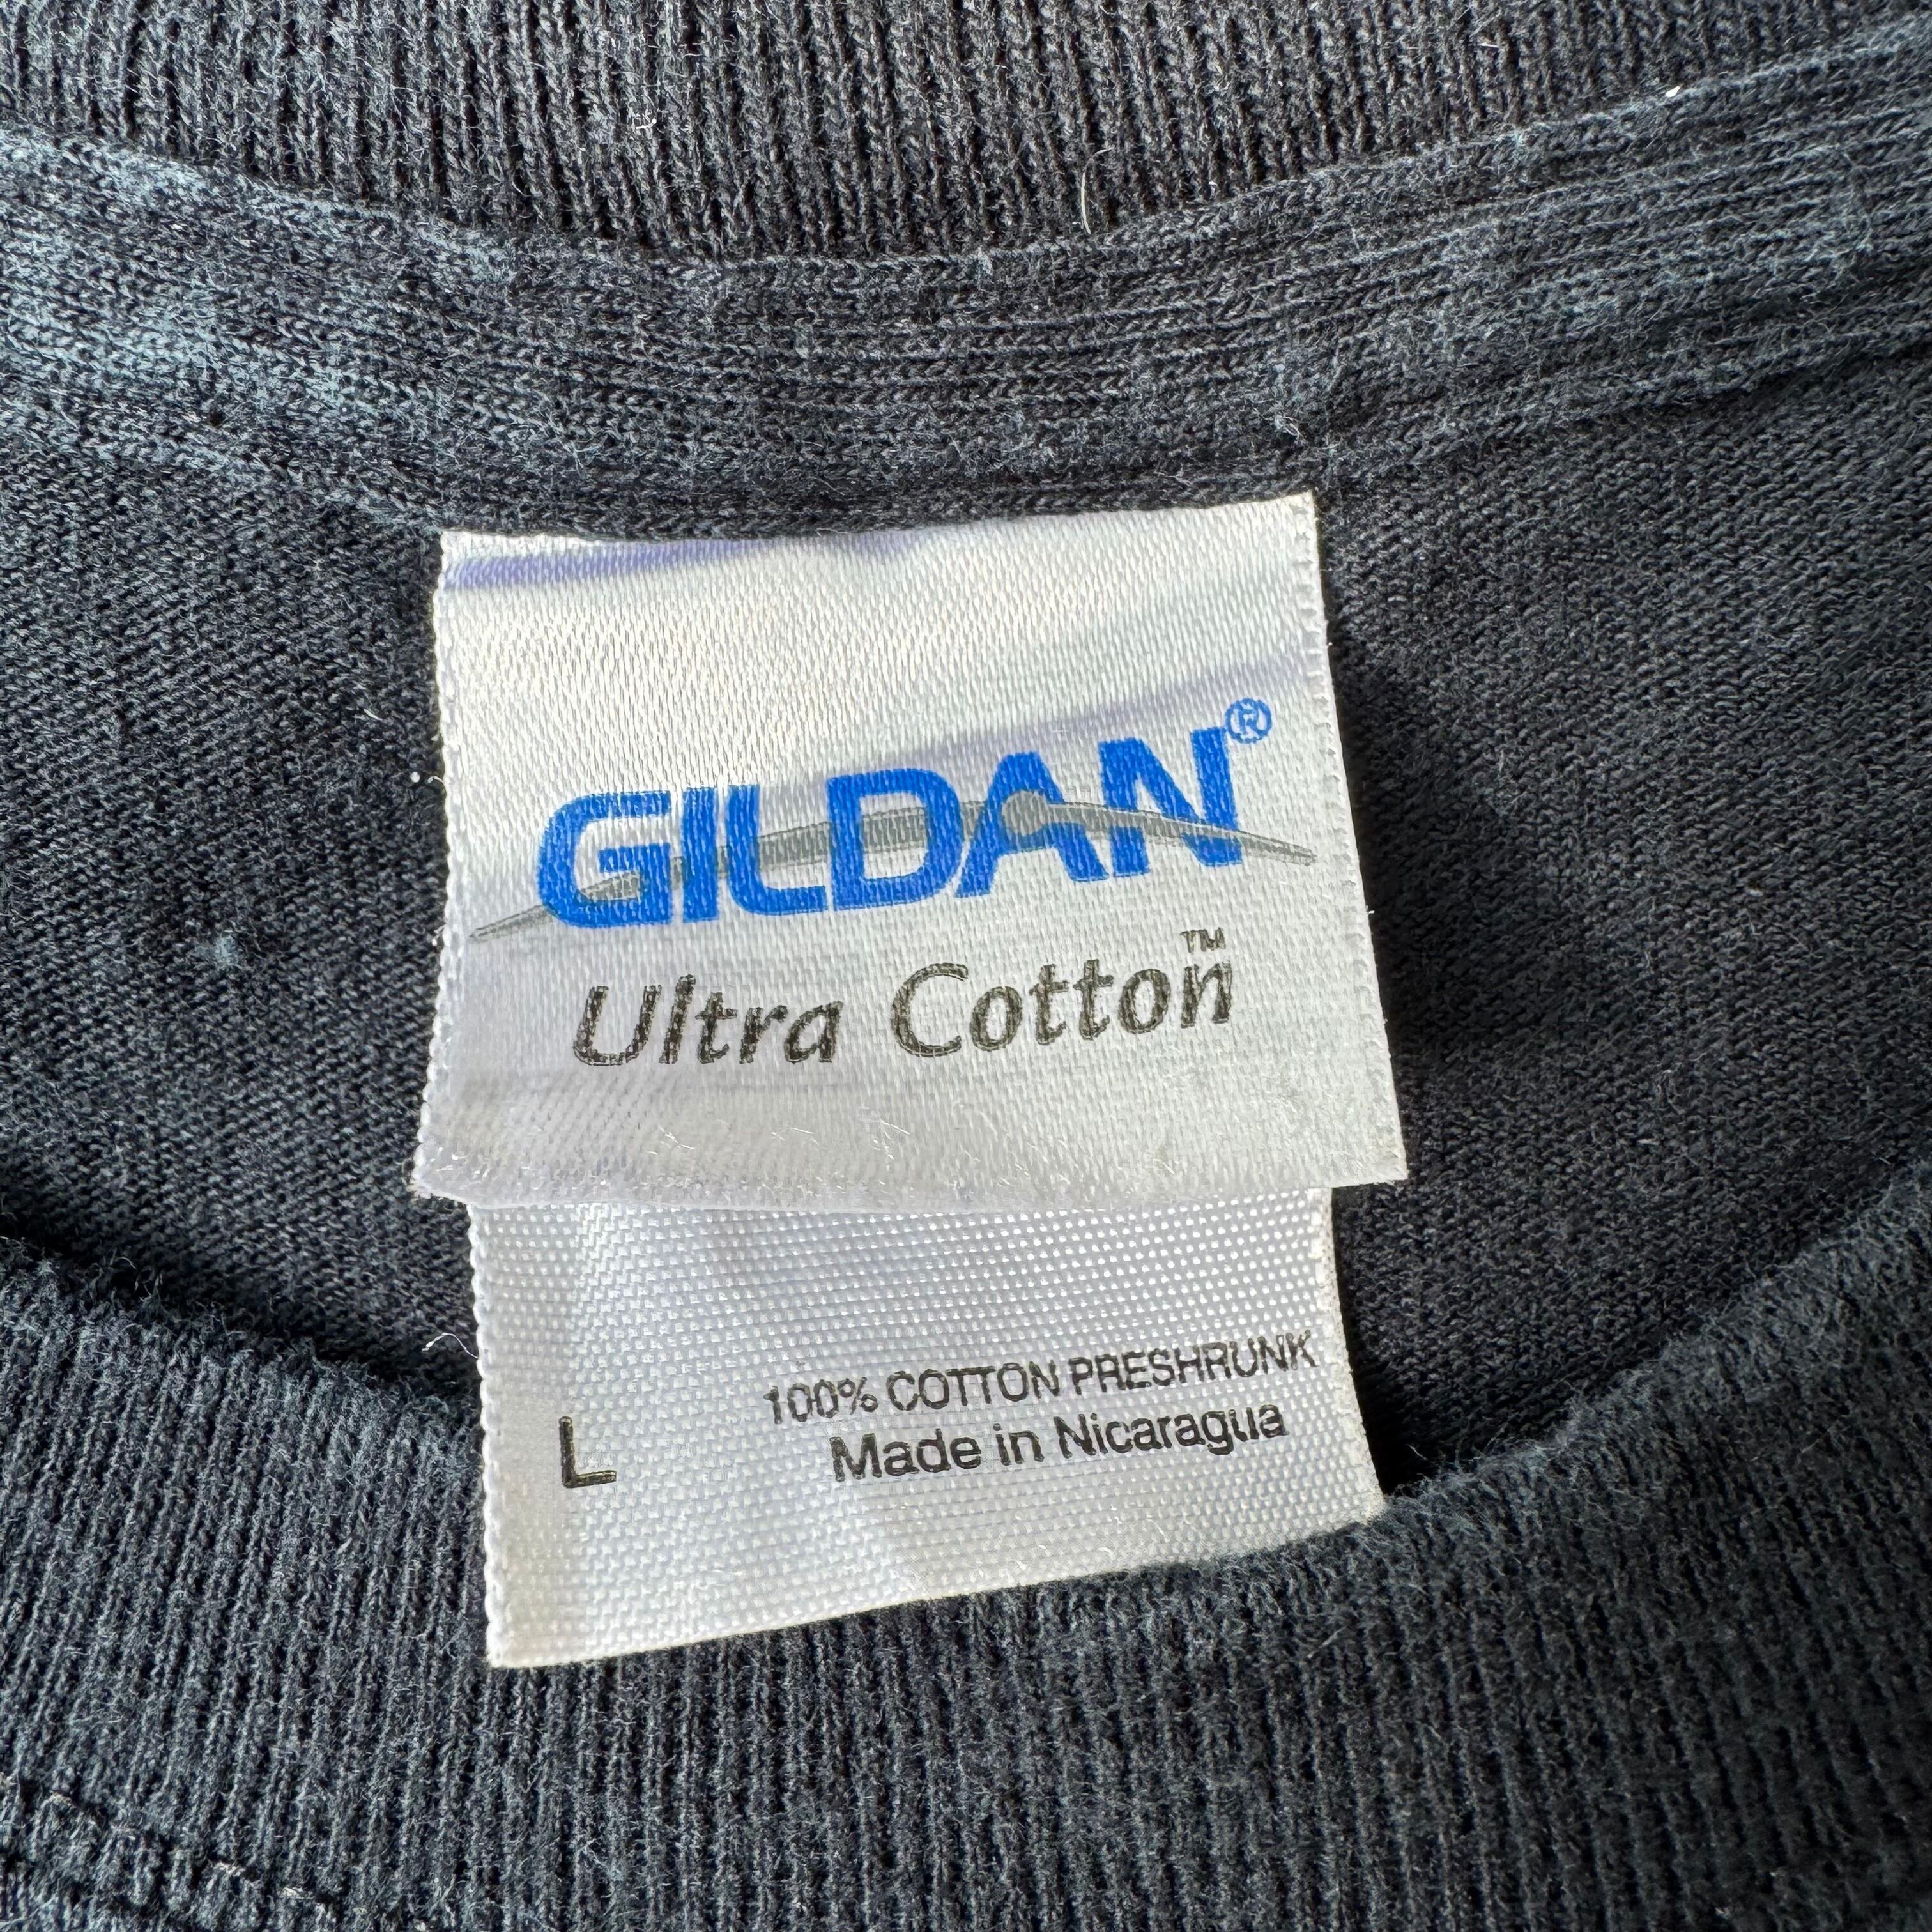 GILDAN®
Ultra Cotton™
100% COTTON PRESHRUNK
L Made in Nicaragua